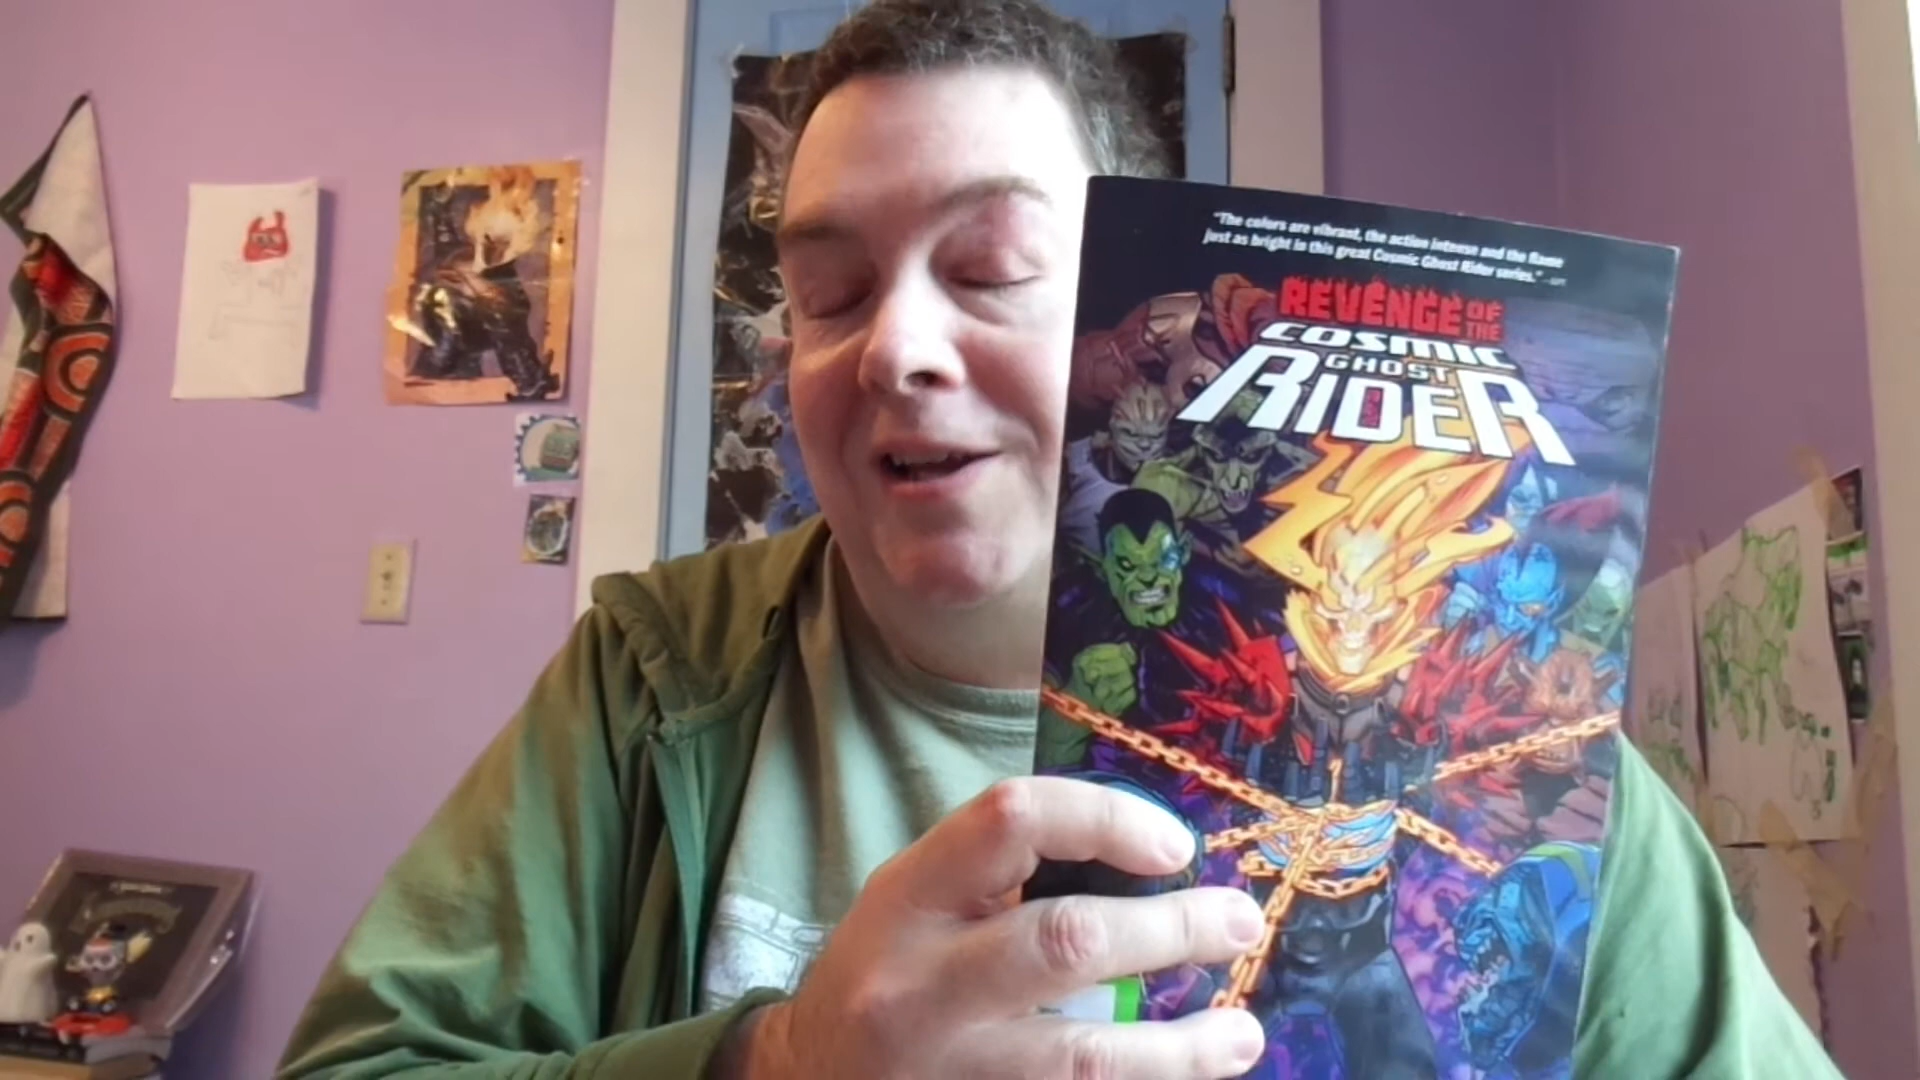 "The colors are vibrant, the action intense and the flame
just as bright in this great Cosmic Ghost Rider series."
REVENGE OF
THE
COSMIC
GHOST
RIDER